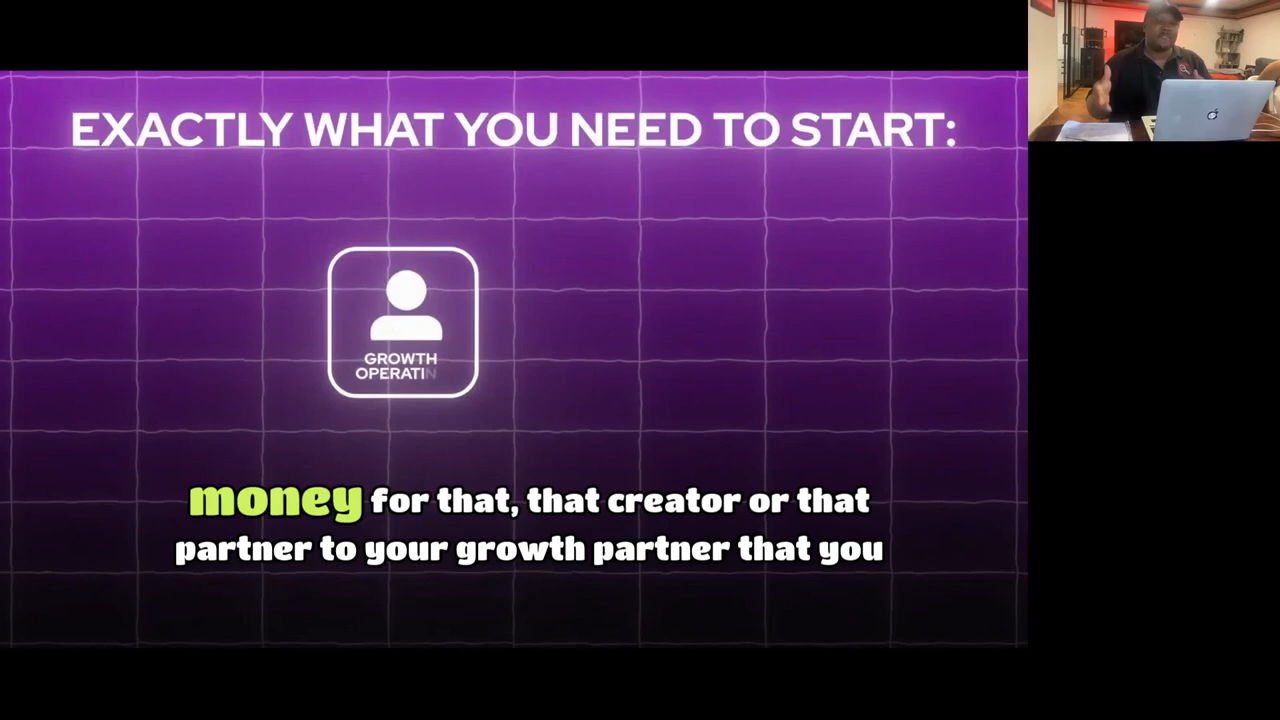 EXACTLY WHAT YOU NEED TO START:
GROWTH
OPERATIN
money for that, that creator or that
partner to your growth partner that you